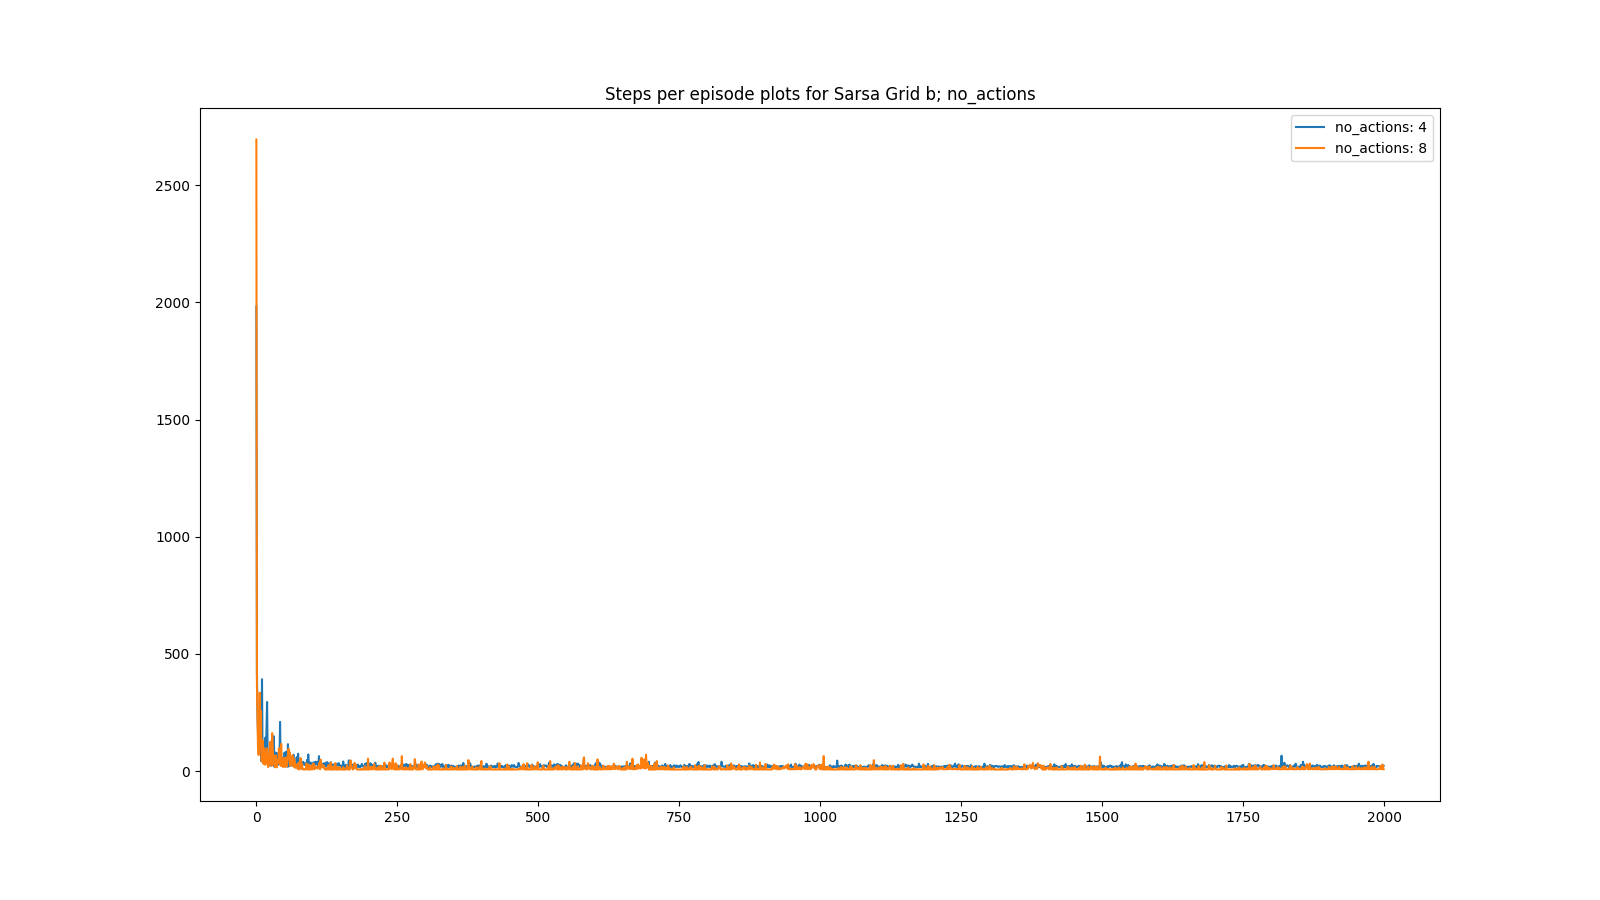 Steps per episode plots for Sarsa Grid b; no_actions
no_actions: 4
no_actions: 8
2500
2000
1500
1000
500
0
0 250 500 750 1000 1250 1500 1750 2000